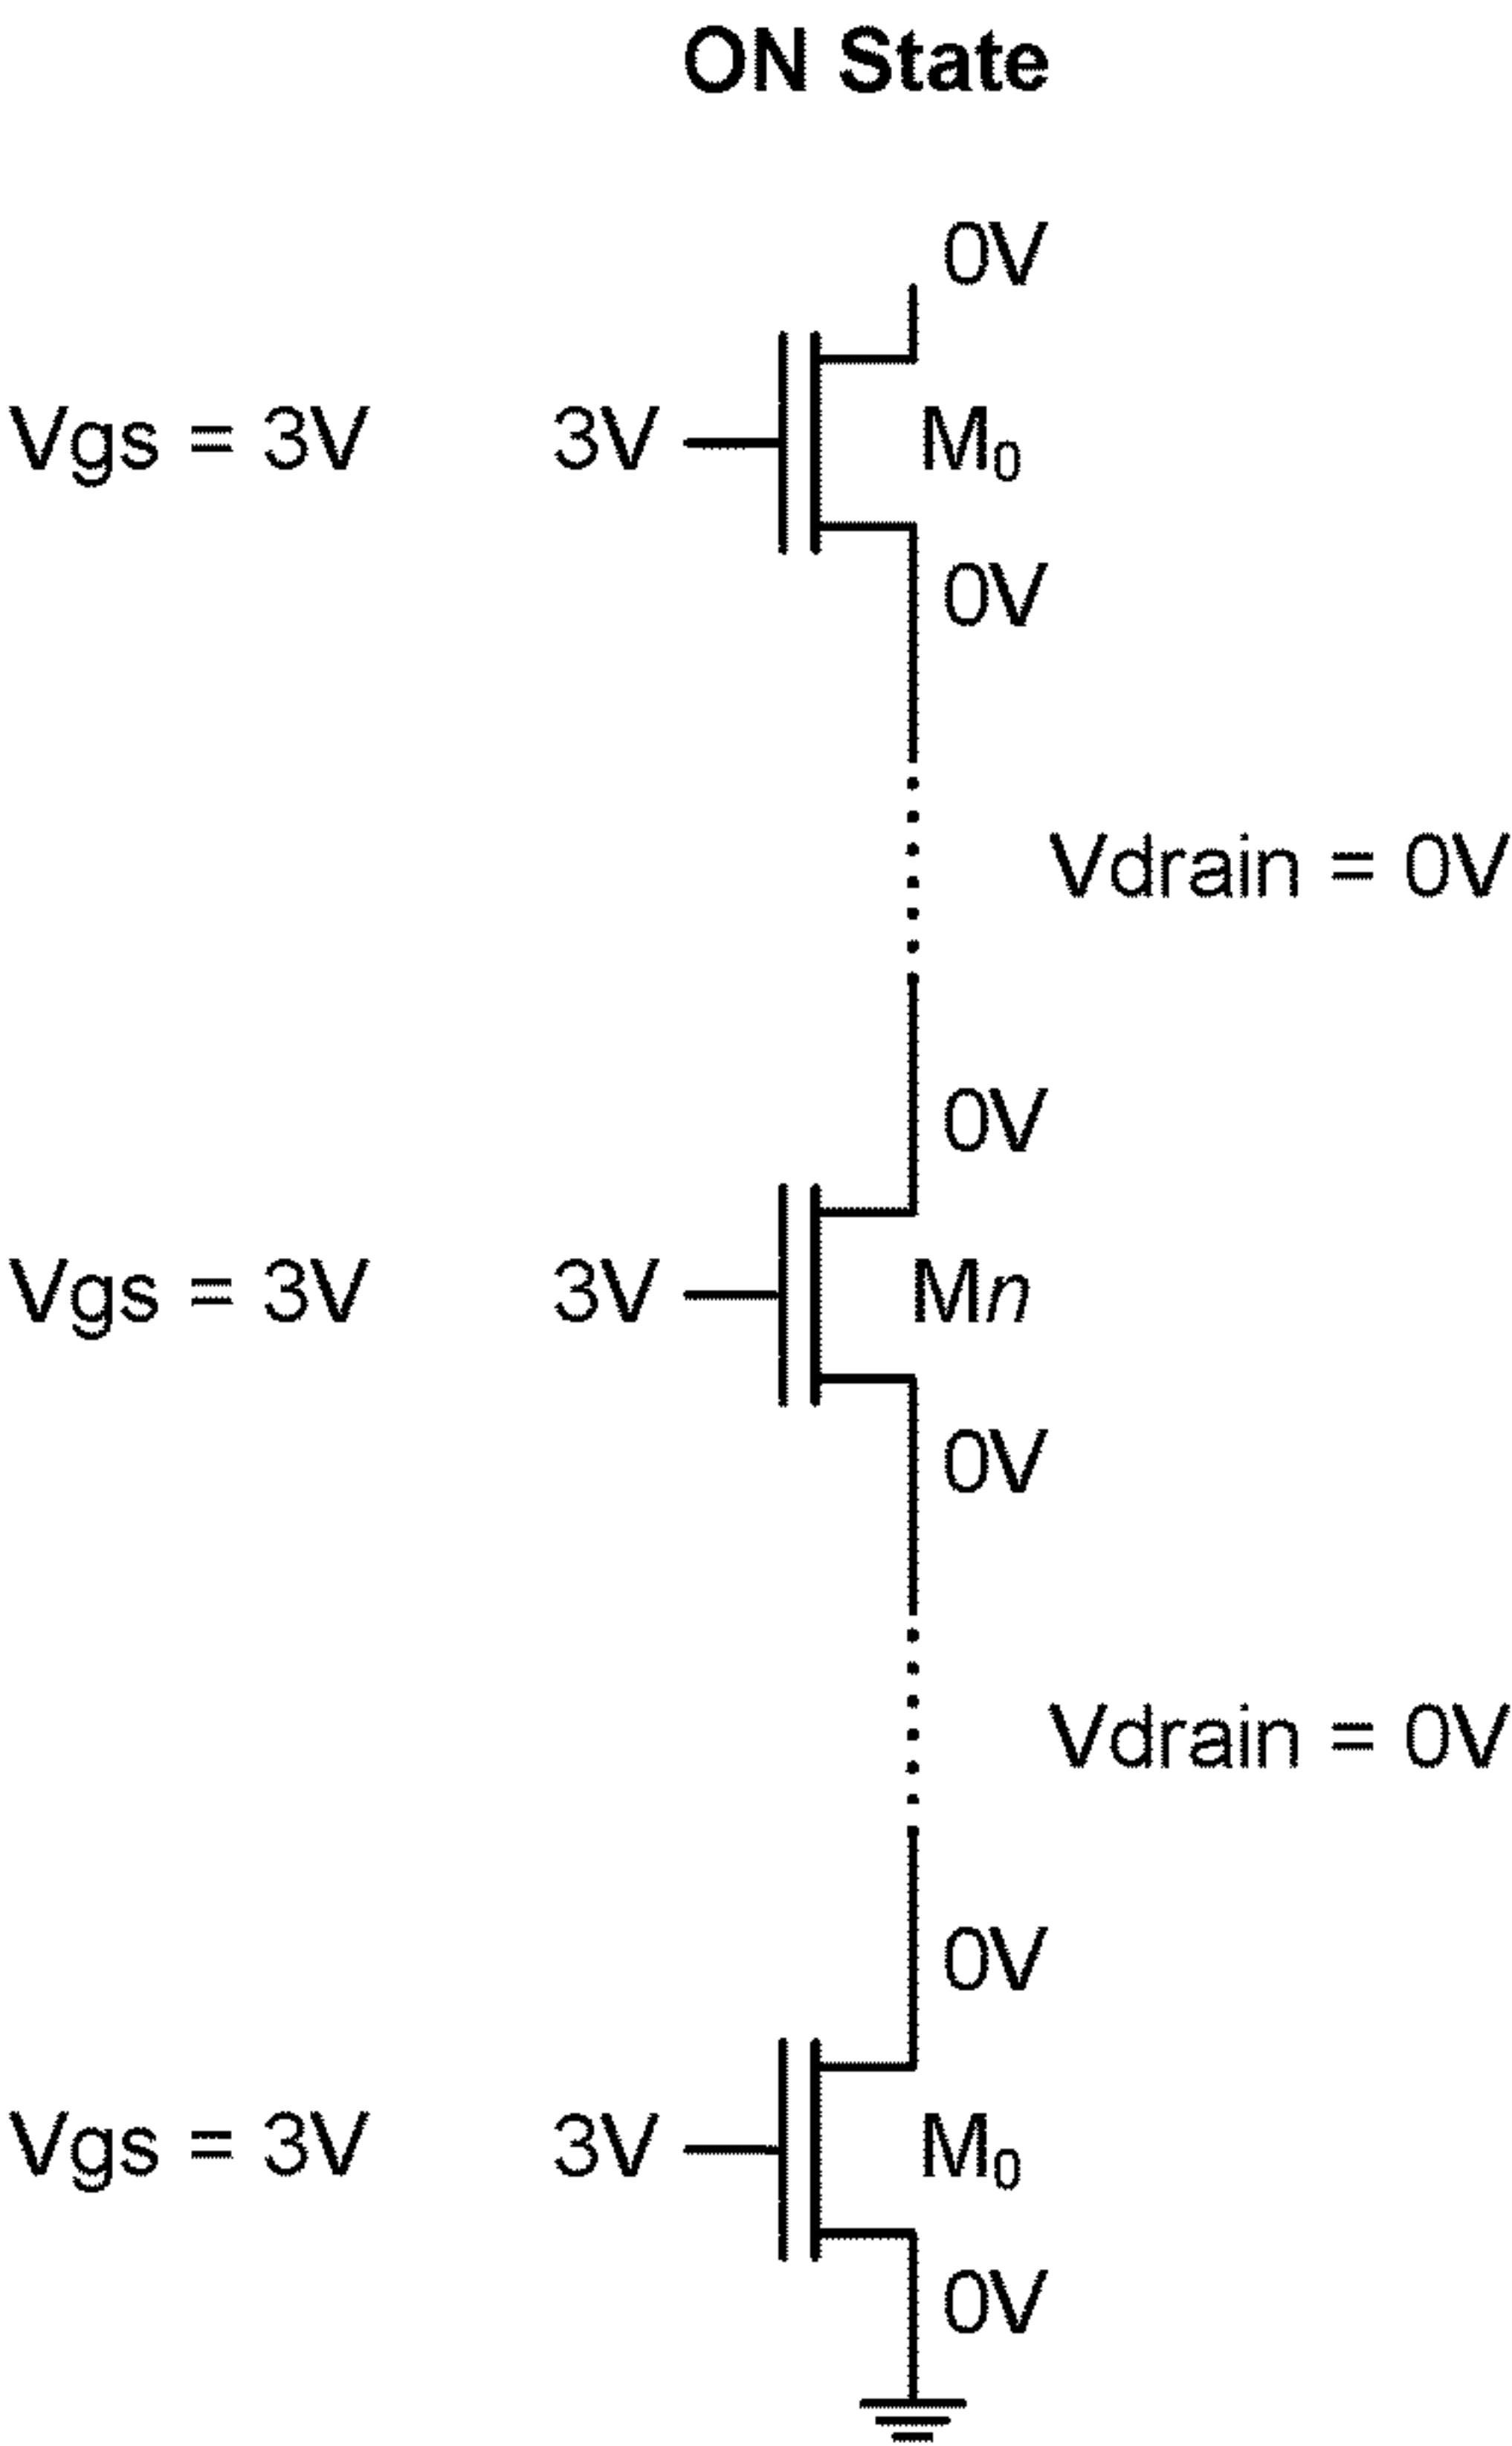 ON State
0V
Vgs = 3V 3V M₀
0V
Vdrain = 0V
0V
Vgs = 3V 3V Mn
0V
Vdrain = 0V
0V
Vgs = 3V 3V M₀
0V